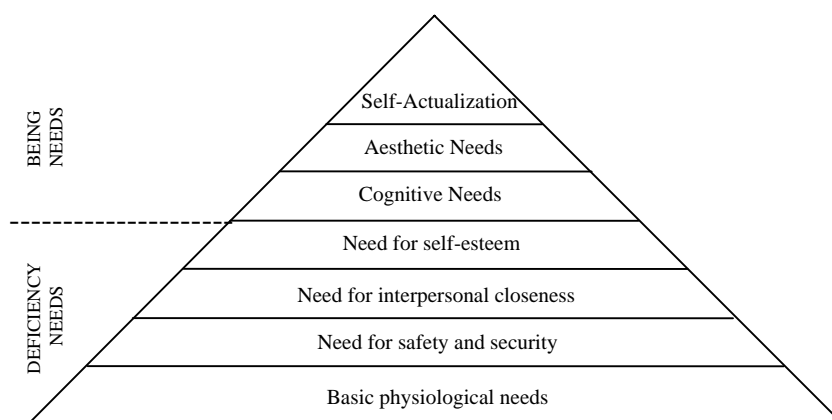 BEING
NEEDS
DEFICIENCY
NEEDS
Self-Actualization
Aesthetic Needs
Cognitive Needs
Need for self-esteem
Need for interpersonal closeness
Need for safety and security
Basic physiological needs